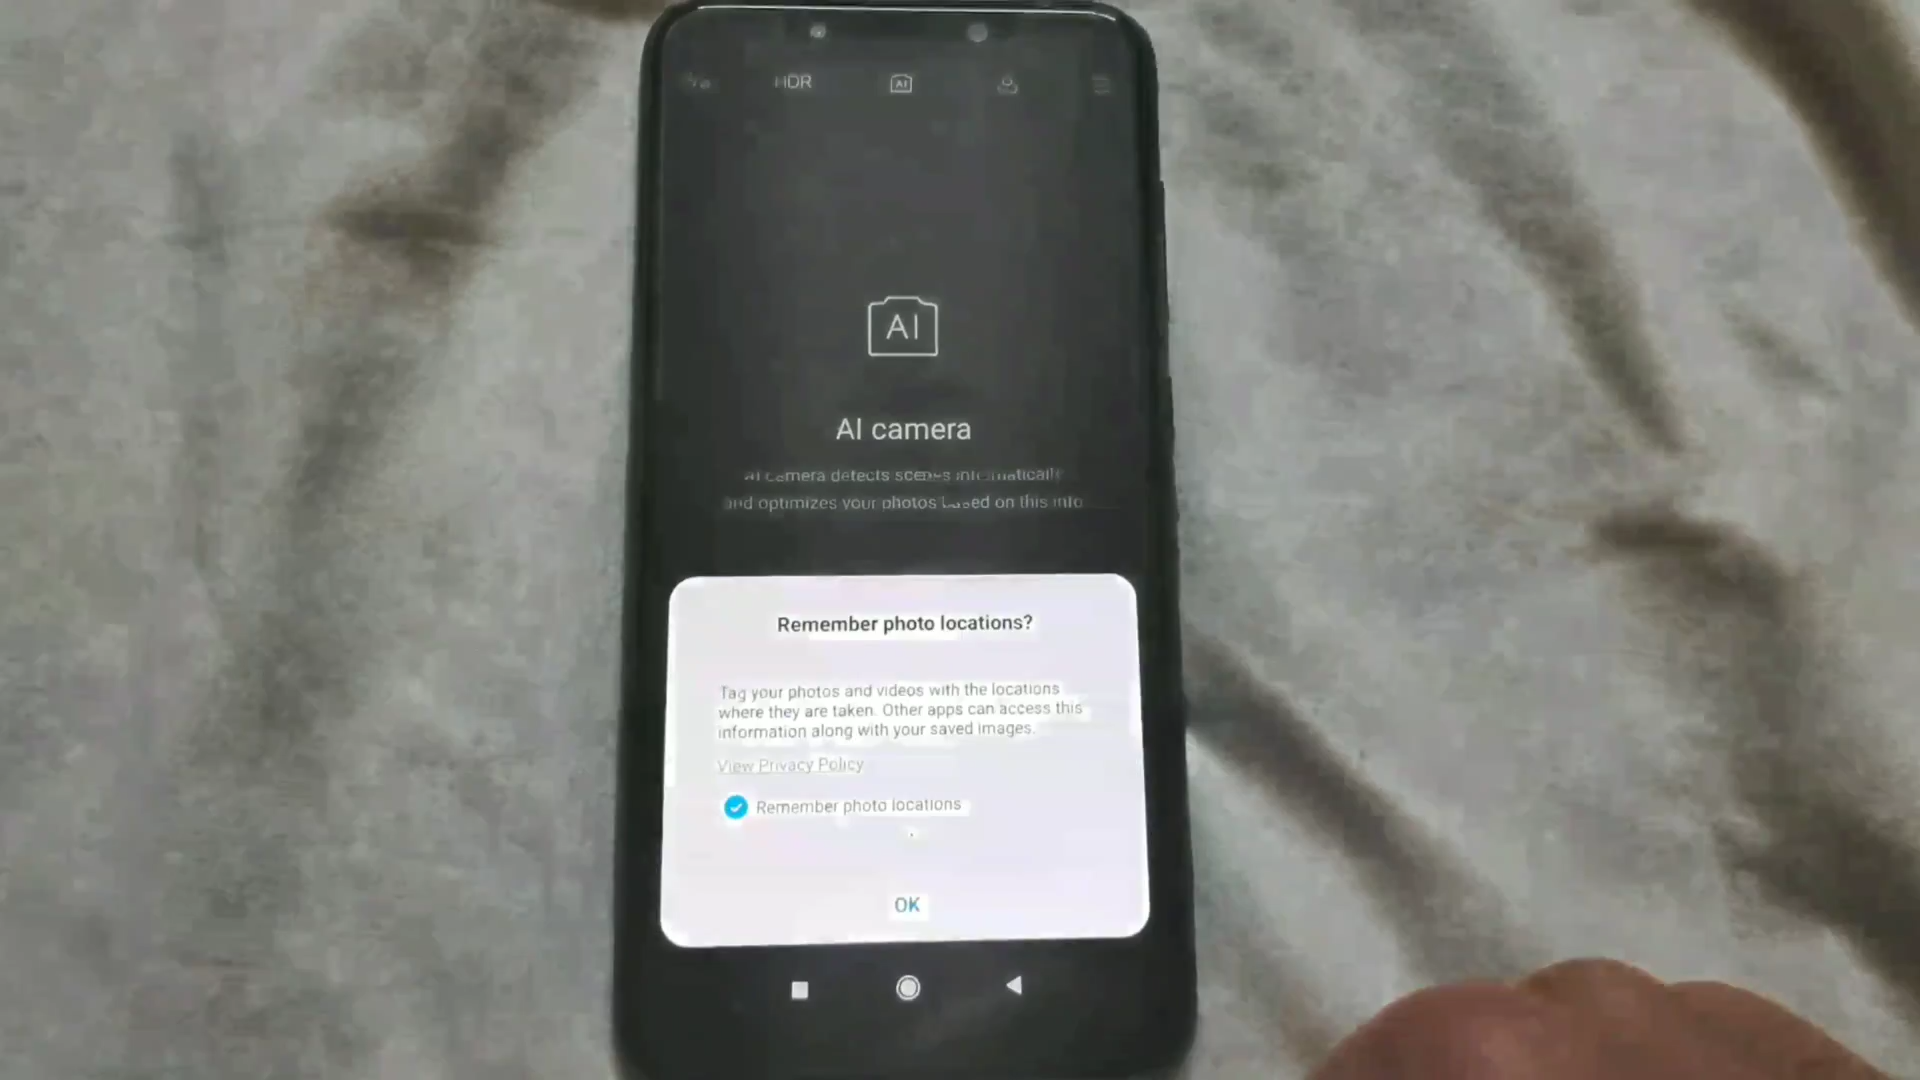 HDR
AI
AI
AI camera
AI camera detects scenes
and optimizes your photos based on this info
Remember photo locations?
Tag your photos and videos with the locations
where they are taken. Other apps can access this
information along with your saved images.
View Privacy Policy
Remember photo locations
OK